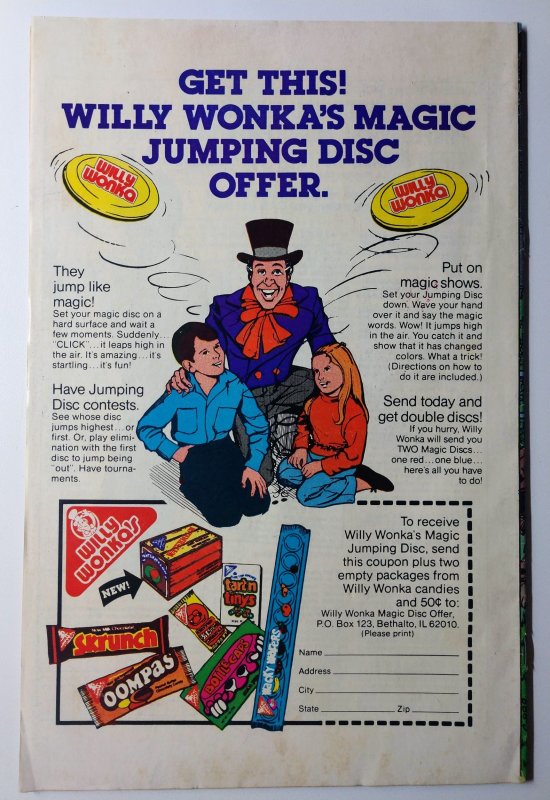 GET THIS!
WILLY WONKA'S MAGIC
JUMPING DISC
OFFER.
WILLY
WONKA
WILLY
WONKA
They
jump like
magic!
Set your magic disc on a
hard surface and wait a
few moments. Suddenly...
"CLICK"...it leaps high in
the air. It's amazing...it's
startling...it's fun!
Have Jumping
Disc contests.
See whose disc
jumps highest...or
first. Or, play elimi-
nation with the first
disc to jump being
"out". Have tourna-
ments.
Put on
magic shows.
Set your Jumping Disc
down. Wave your hand
over it and say the magic
words. Wow! It jumps high
in the air. You catch it and
show that it has changed
colors. What a trick!
(Directions on how to
do it are included.)
Send today and
get double discs!
If you hurry, Willy
Wonka will send you
TWO Magic Discs...
one red...one blue...
here's all you have
to do!
WILLY
WONKA'S
NEW!
tart n
tinys
SKRUNCH
OOMPAS
DOTTGATS
WACKY WAFERS
To receive
Willy Wonka's Magic
Jumping Disc, send
this coupon plus two
empty packages from
Willy Wonka candies
and 50¢ to:
Willy Wonka Magic Disc Offer,
P.O. Box 123, Bethalto, IL 62010.
(Please print)
Name
Address
City
State Zip